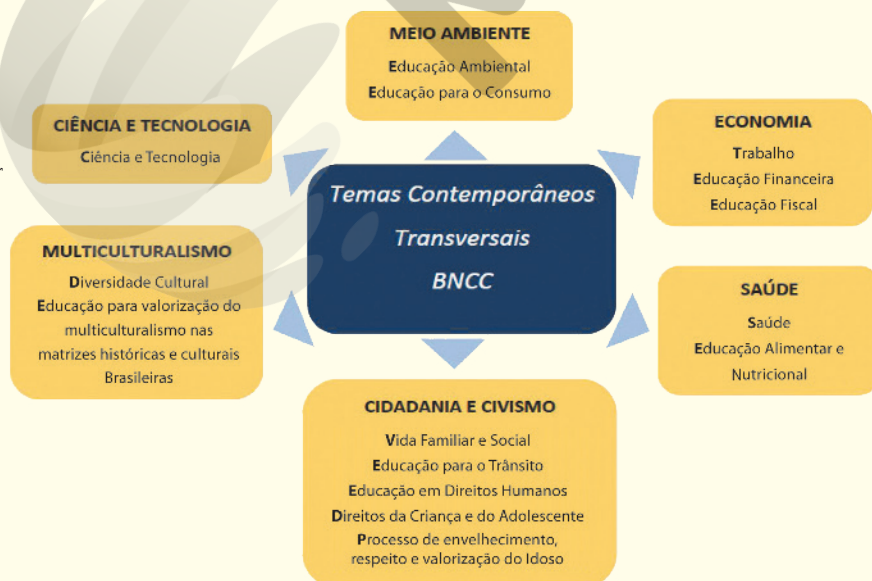 MEIO AMBIENTE
Educação Ambiental
Educação para o Consumo
CIÊNCIA E TECNOLOGIA
Ciência e Tecnologia
ECONOMIA
Trabalho
Educação Financeira
Educação Fiscal
Temas Contemporâneos
Transversais
BNCC
MULTICULTURALISMO
Diversidade Cultural
Educação para valorização do
multiculturalismo nas
matrizes históricas e culturais
Brasileiras
SAÚDE
Saúde
Educação Alimentar e
Nutricional
CIDADANIA E CIVISMO
Vida Familiar e Social
Educação para o Trânsito
Educação em Direitos Humanos
Direitos da Criança e do Adolescente
Processo de envelhecimento,
respeito e valorização do Idoso